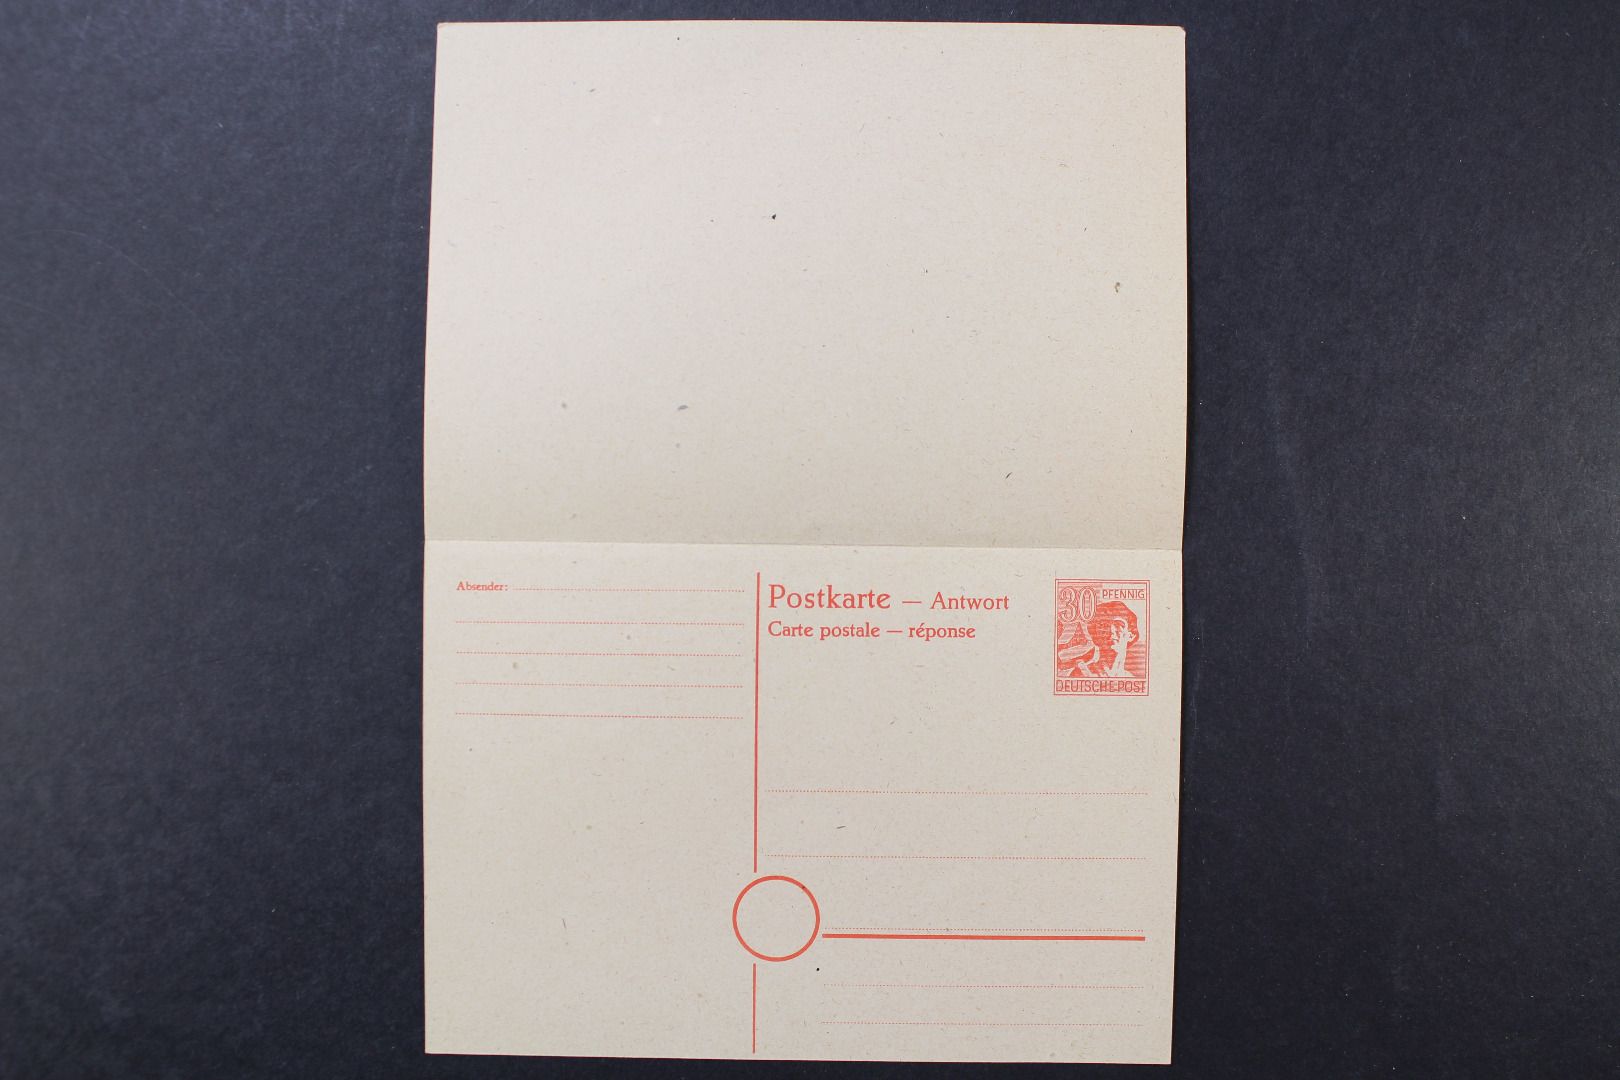 Absender:
Postkarte — Antwort
Carte postale — réponse
30 PFENNIG
DEUTSCHE POST